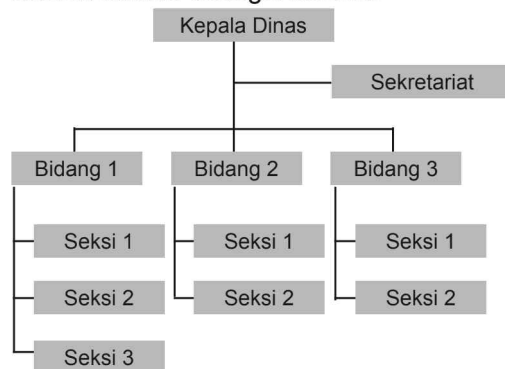 Kepala Dinas
Sekretariat
Bidang 1
Bidang 2
Bidang 3
Seksi 1
Seksi 1
Seksi 1
Seksi 2
Seksi 2
Seksi 2
Seksi 3